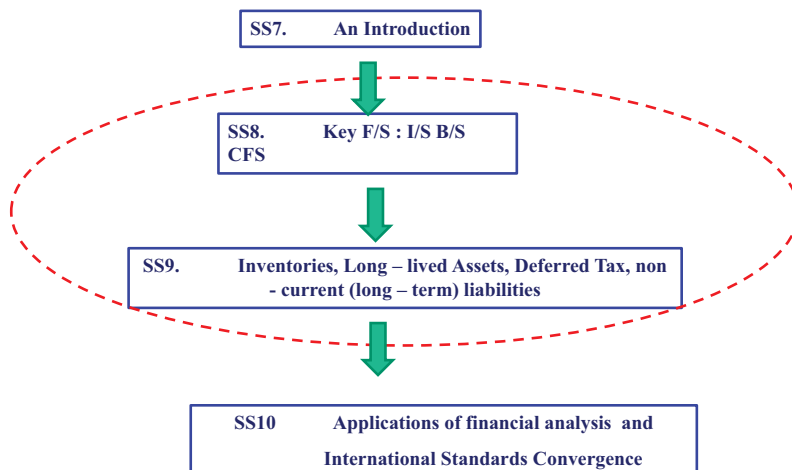 SS7. An Introduction
SS8. Key F/S : I/S B/S
CFS
SS9. Inventories, Long – lived Assets, Deferred Tax, non
- current (long – term) liabilities
SS10 Applications of financial analysis and
International Standards Convergence